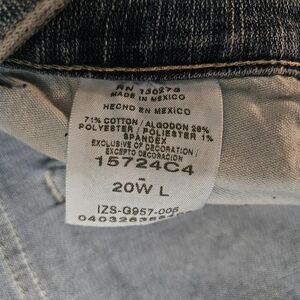 RN 130273
MADE IN MEXICO
HECHO EN MEXICO
71% COTTON / ALGODON 28%
POLYESTER / POLIESTER 1%
SPANDEX
EXCLUSIVE OF DECORATION
EXCEPTO DECORACION
15724C4
-
20W L
IZS-G957-005